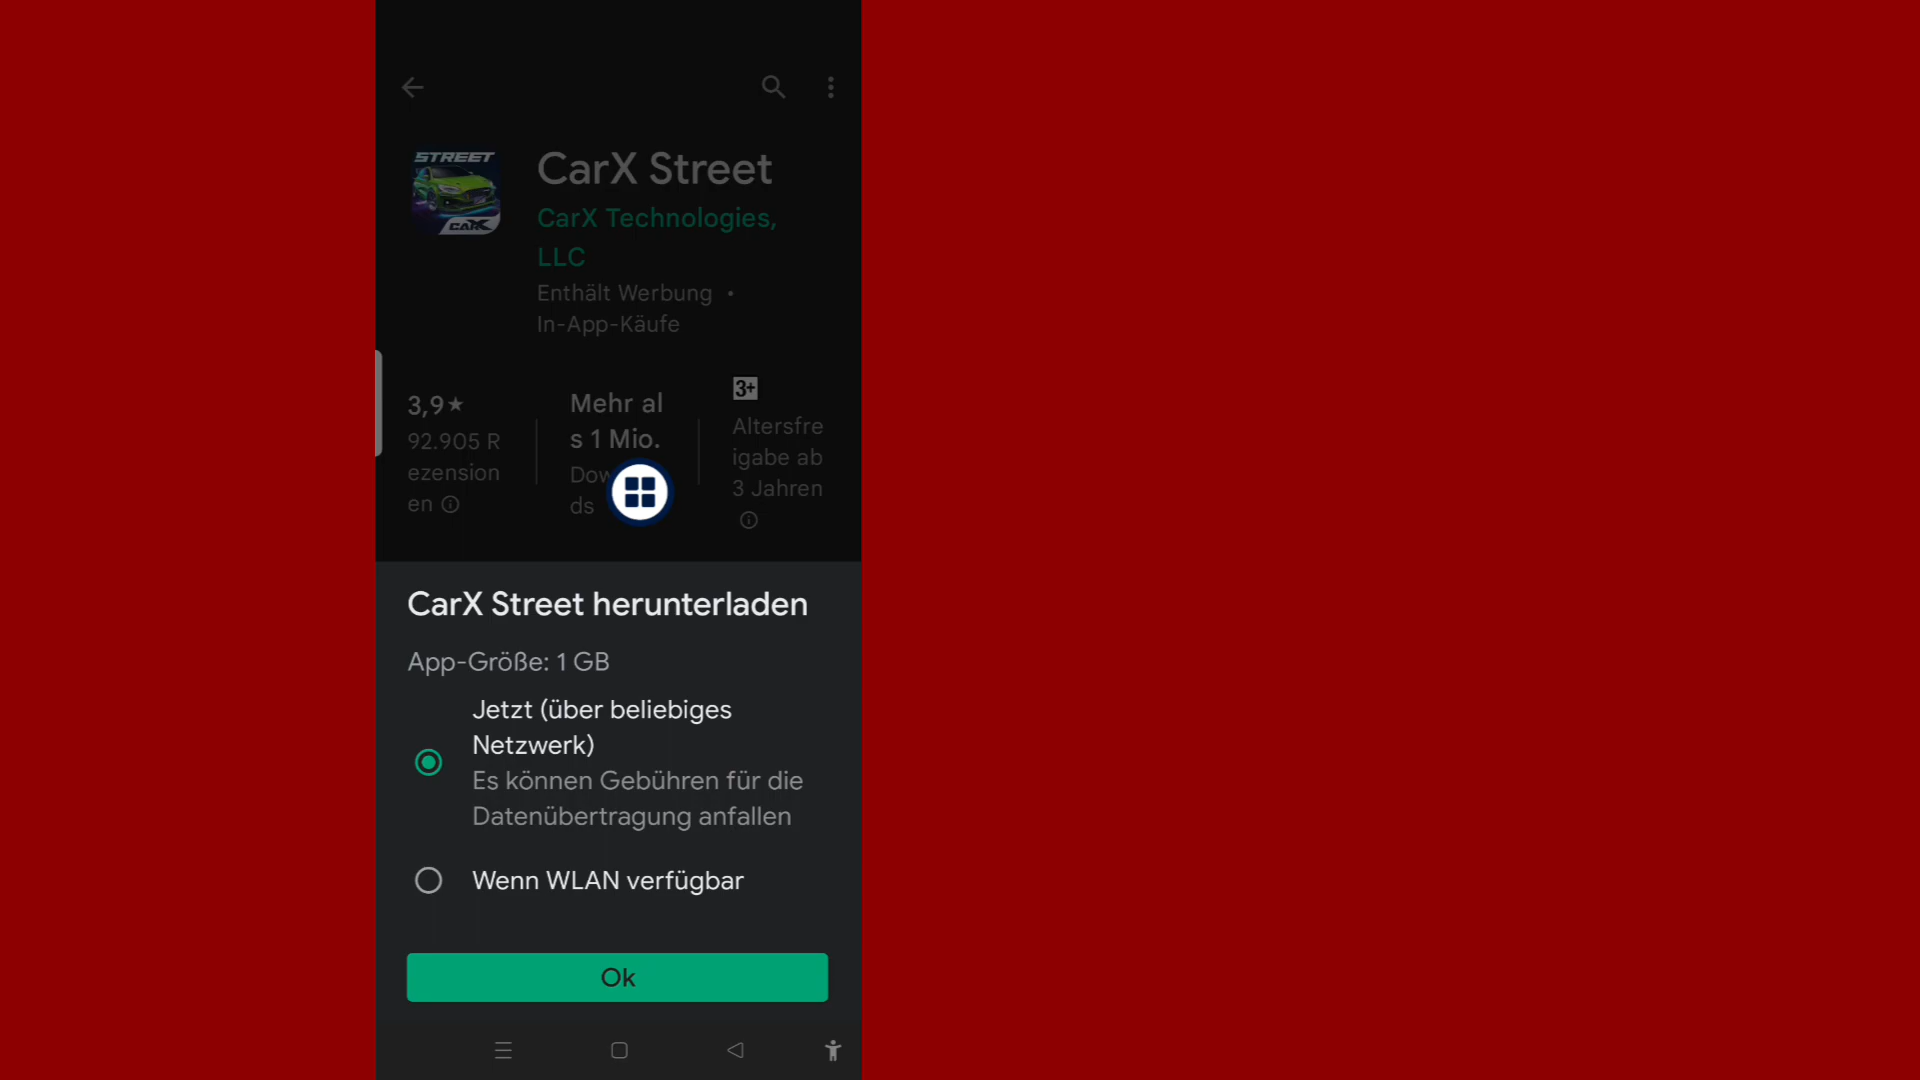 STREET
CARX
CarX Street
CarX Technologies,
LLC
Enthält Werbung •
In-App-Käufe
3,9★
92.905 R
ezension
en
Mehr al
s 1 Mio.
Dow
ds
3+
Altersfre
igabe ab
3 Jahren
CarX Street herunterladen
App-Größe: 1 GB
Jetzt (über beliebiges
Netzwerk)
Es können Gebühren für die
Datenübertragung anfallen
Wenn WLAN verfügbar
Ok